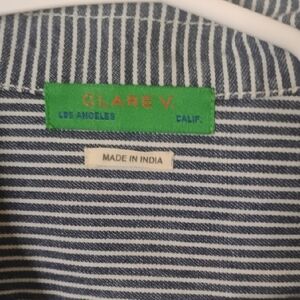 CLARE V.
LOS ANGELES CALIF.
MADE IN INDIA